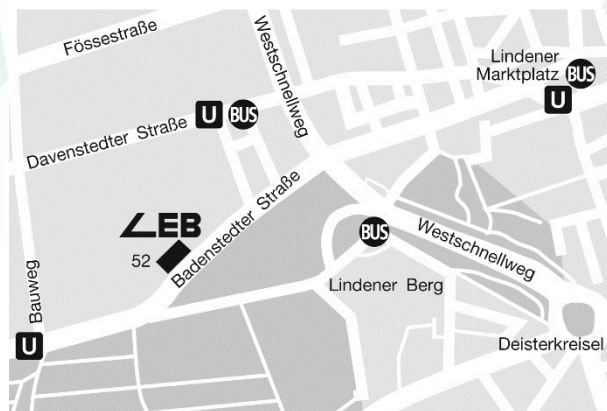 Fössestraße
Westschnellweg
Lindener
Marktplatz
BUS
U
Davenstedter Straße
U
BUS
LEB
52
Badenstedter Straße
BUS
Westschnellweg
Lindener Berg
Bauweg
U
Deisterkreisel